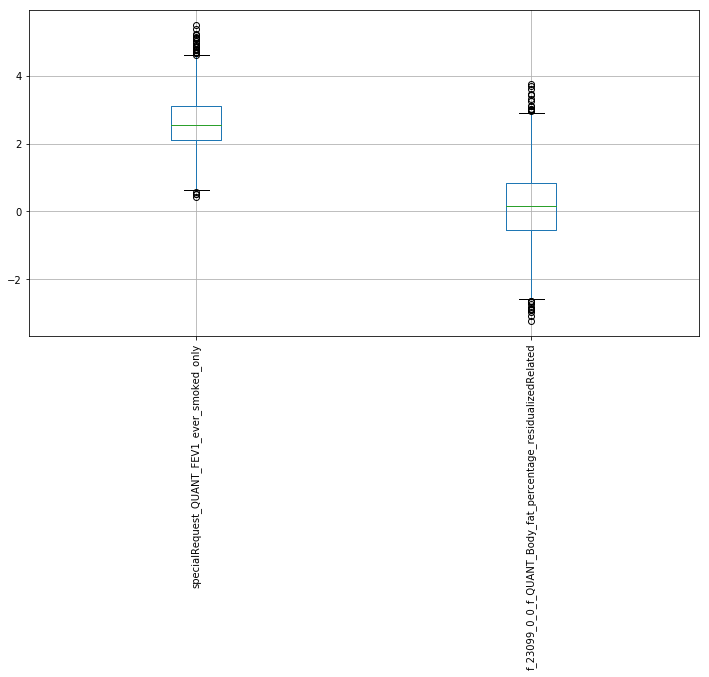 4
2
0
−2
specialRequest_QUANT_FEV1_ever_smoked_only
f_23099_0_0_f_QUANT_Body_fat_percentage_residualizedRelated